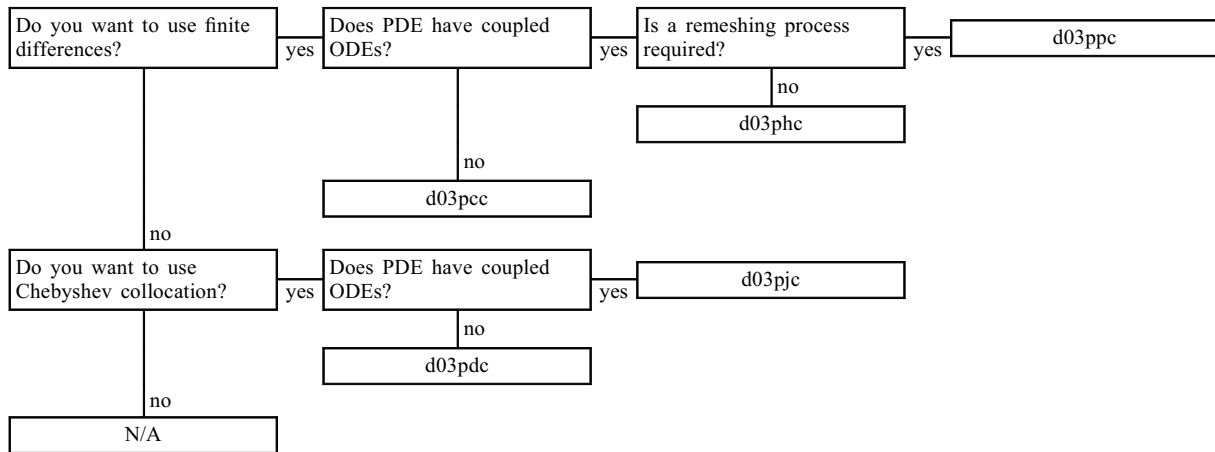 Do you want to use finite
differences?
yes
Does PDE have coupled
ODEs?
yes
Is a remeshing process
required?
yes
d03ppc
no
d03phc
no
d03pcc
no
Do you want to use
Chebyshev collocation?
yes
Does PDE have coupled
ODEs?
yes
d03pjc
no
d03pdc
no
N/A